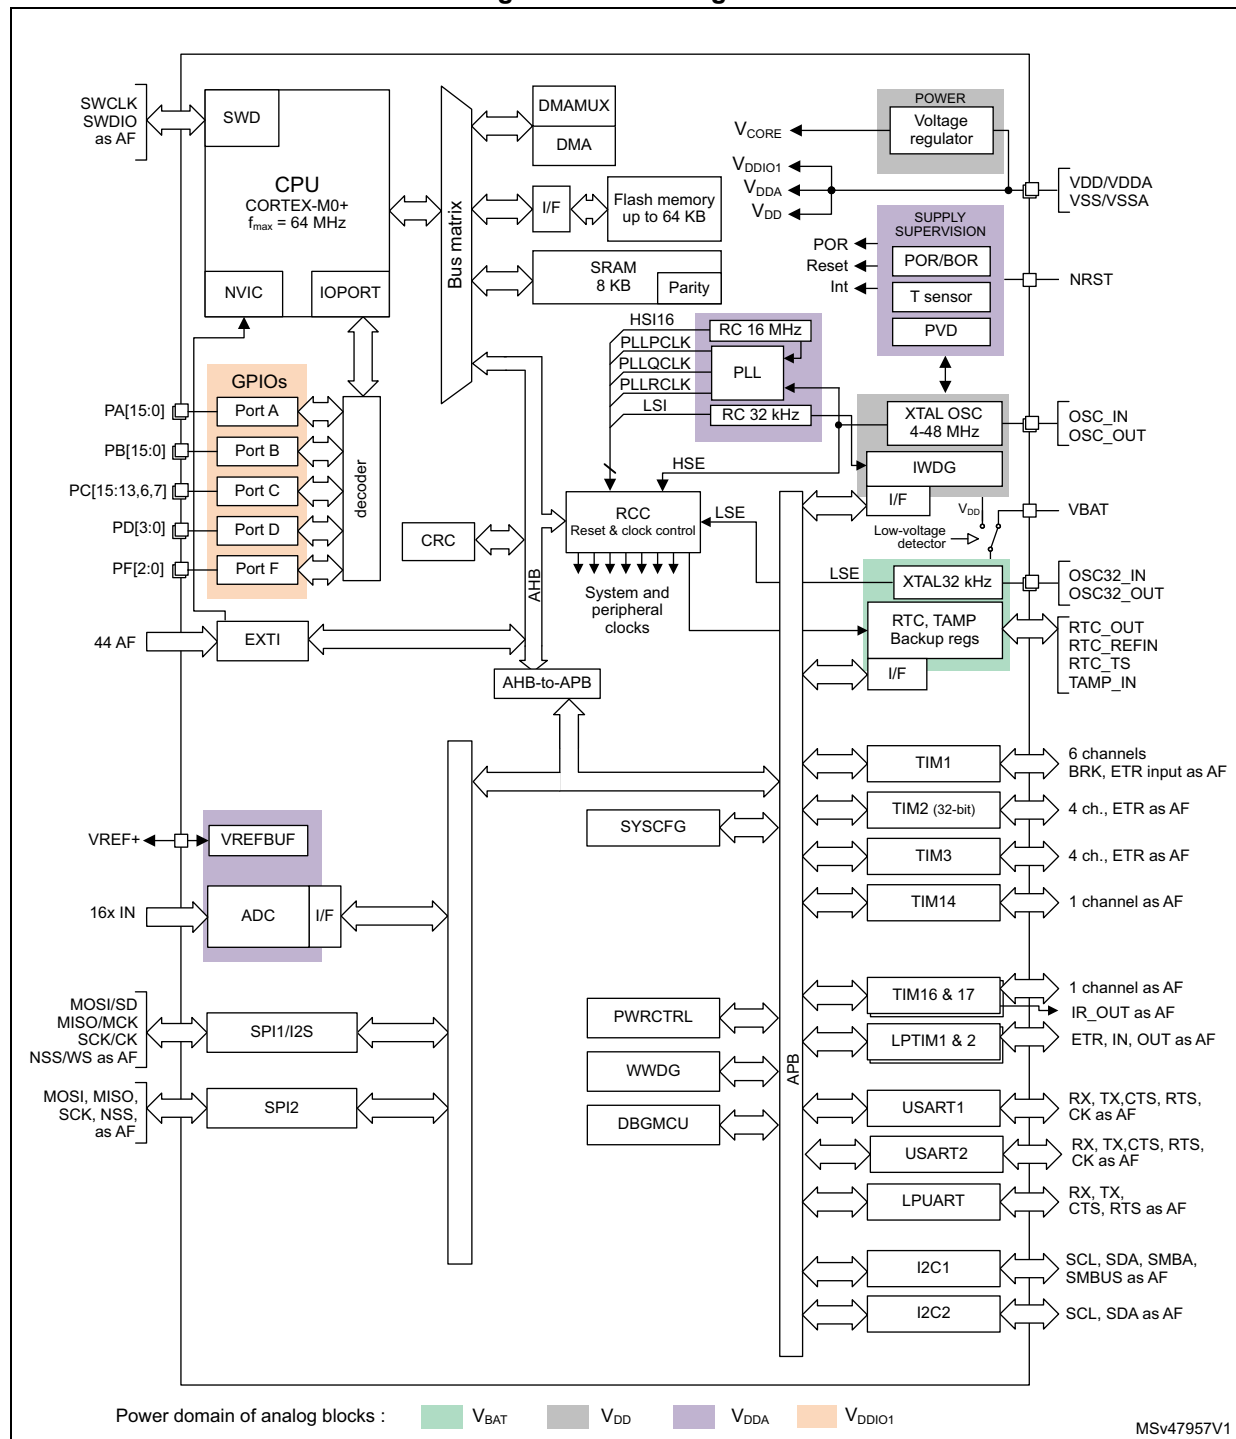 SWCLK
SWDIO
as AF
SWD
CPU
CORTEX-M0+
fmax = 64 MHz
NVIC
IOPORT
Bus matrix
DMAMUX
DMA
I/F
Flash memory
up to 64 KB
SRAM
8 KB
Parity
POWER
Voltage
regulator
VCORE
VDDIO1
VDDA
VDD
VDD/VDDA
VSS/VSSA
SUPPLY
SUPERVISION
POR
Reset
Int
POR/BOR
T sensor
PVD
NRST
HSI16
PLLPCLK
PLLQCLK
PLLRCLK
LSI
RC 16 MHz
PLL
RC 32 kHz
XTAL OSC
4-48 MHz
OSC_IN
OSC_OUT
IWDG
I/F
HSE
GPIOs
PA[15:0]
Port A
PB[15:0]
Port B
PC[15:13,6,7]
Port C
PD[3:0]
Port D
PF[2:0]
Port F
decoder
CRC
RCC
Reset & clock control
LSE
VDD
Low-voltage
detector
VBAT
LSE
XTAL32 kHz
OSC32_IN
OSC32_OUT
System and
peripheral
clocks
AHB
RTC, TAMP
Backup regs
I/F
RTC_OUT
RTC_REFIN
RTC_TS
TAMP_IN
44 AF
EXTI
AHB-to-APB
TIM1
6 channels
BRK, ETR input as AF
TIM2 (32-bit)
4 ch., ETR as AF
SYSCFG
VREF+
VREFBUF
TIM3
4 ch., ETR as AF
16x IN
ADC
I/F
TIM14
1 channel as AF
MOSI/SD
MISO/MCK
SCK/CK
NSS/WS as AF
SPI1/I2S
PWRCTRL
TIM16 & 17
1 channel as AF
IR_OUT as AF
LPTIM1 & 2
ETR, IN, OUT as AF
WWDG
APB
MOSI, MISO,
SCK, NSS,
as AF
SPI2
DBGMCU
USART1
RX, TX,CTS, RTS,
CK as AF
USART2
RX, TX,CTS, RTS,
CK as AF
LPUART
RX, TX,
CTS, RTS as AF
I2C1
SCL, SDA, SMBA,
SMBUS as AF
I2C2
SCL, SDA as AF
Power domain of analog blocks :
VBAT
VDD
VDDA
VDDIO1
MSv47957V1